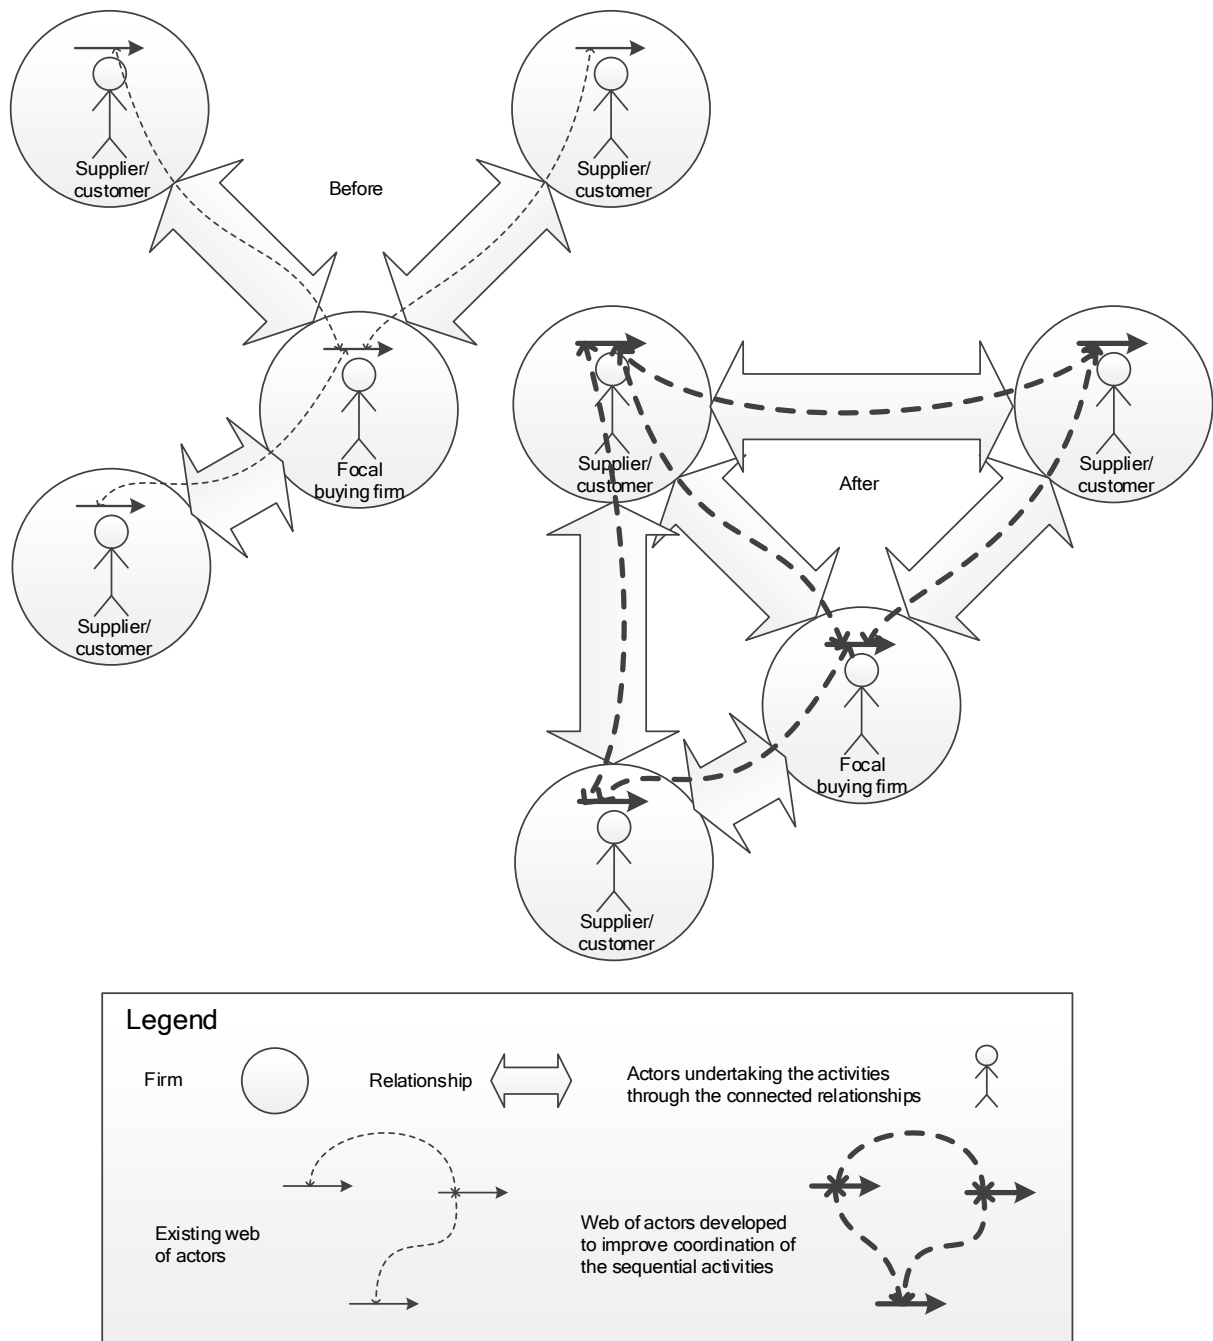 Supplier/
customer
Supplier/
customer
Before
Focal
buying firm
Supplier/
customer
Supplier/
customer
Supplier/
customer
After
Focal
buying firm
Supplier/
customer
Legend
Firm
Relationship
Actors undertaking the activities
through the connected relationships
Existing web
of actors
Web of actors developed
to improve coordination of
the sequential activities